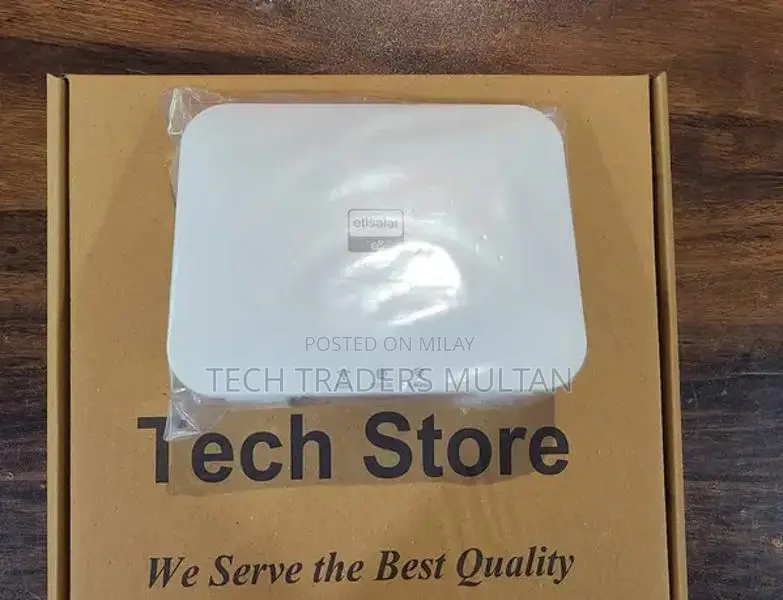 etisalat
POSTED ON MILAY
TECH TRADERS MULTAN
Tech Store
We Serve the Best Quality